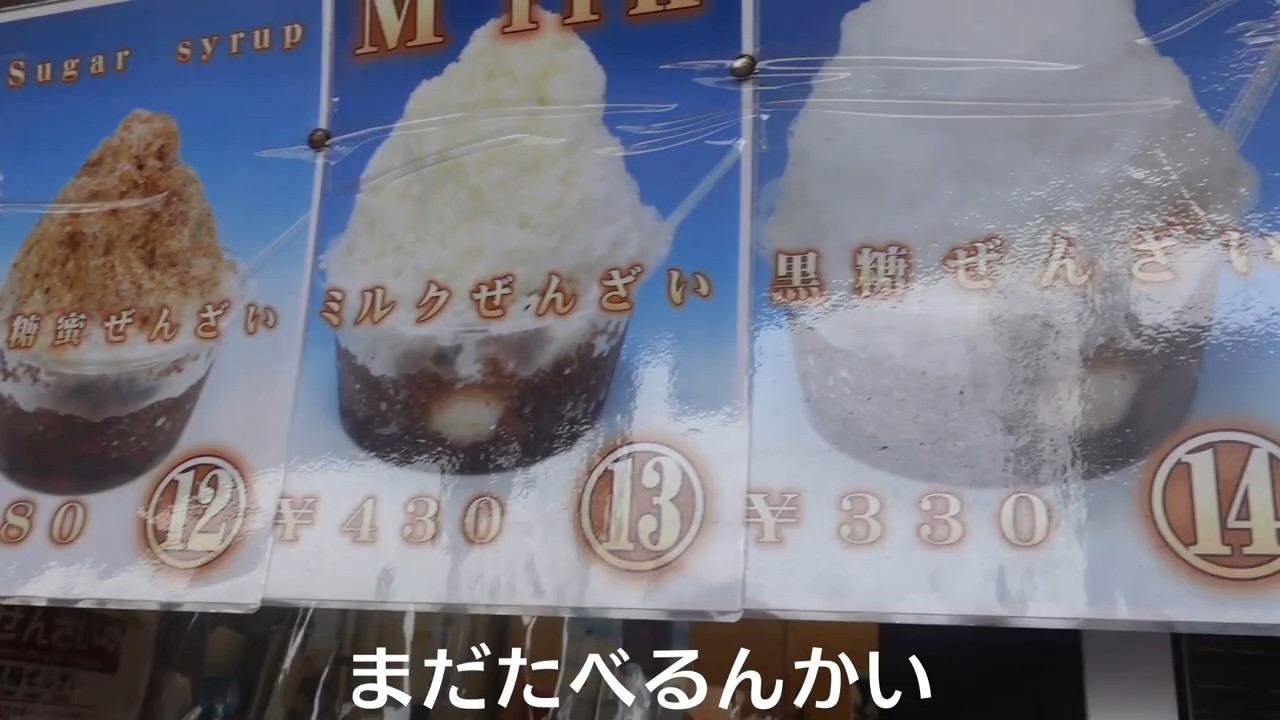 Sugar syrup
Milk
糖蜜ぜんざい
ミルクぜんざい
黒糖ぜんざい
80
⑫
¥430
⑬
¥330
⑭
まだたべるんかい